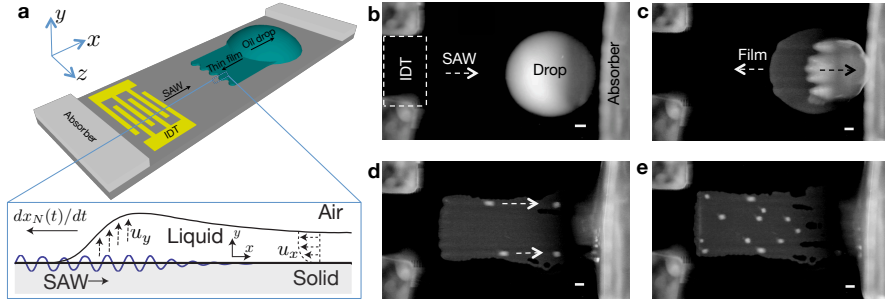 a
y
x
z
Oil drop
Thin film
SAW
IDT
Absorber
dx_N(t)/dt
Air
Liquid
u_y
y
x
u_x
SAW
Solid
b
IDT
SAW
Drop
Absorber
c
Film
d
e